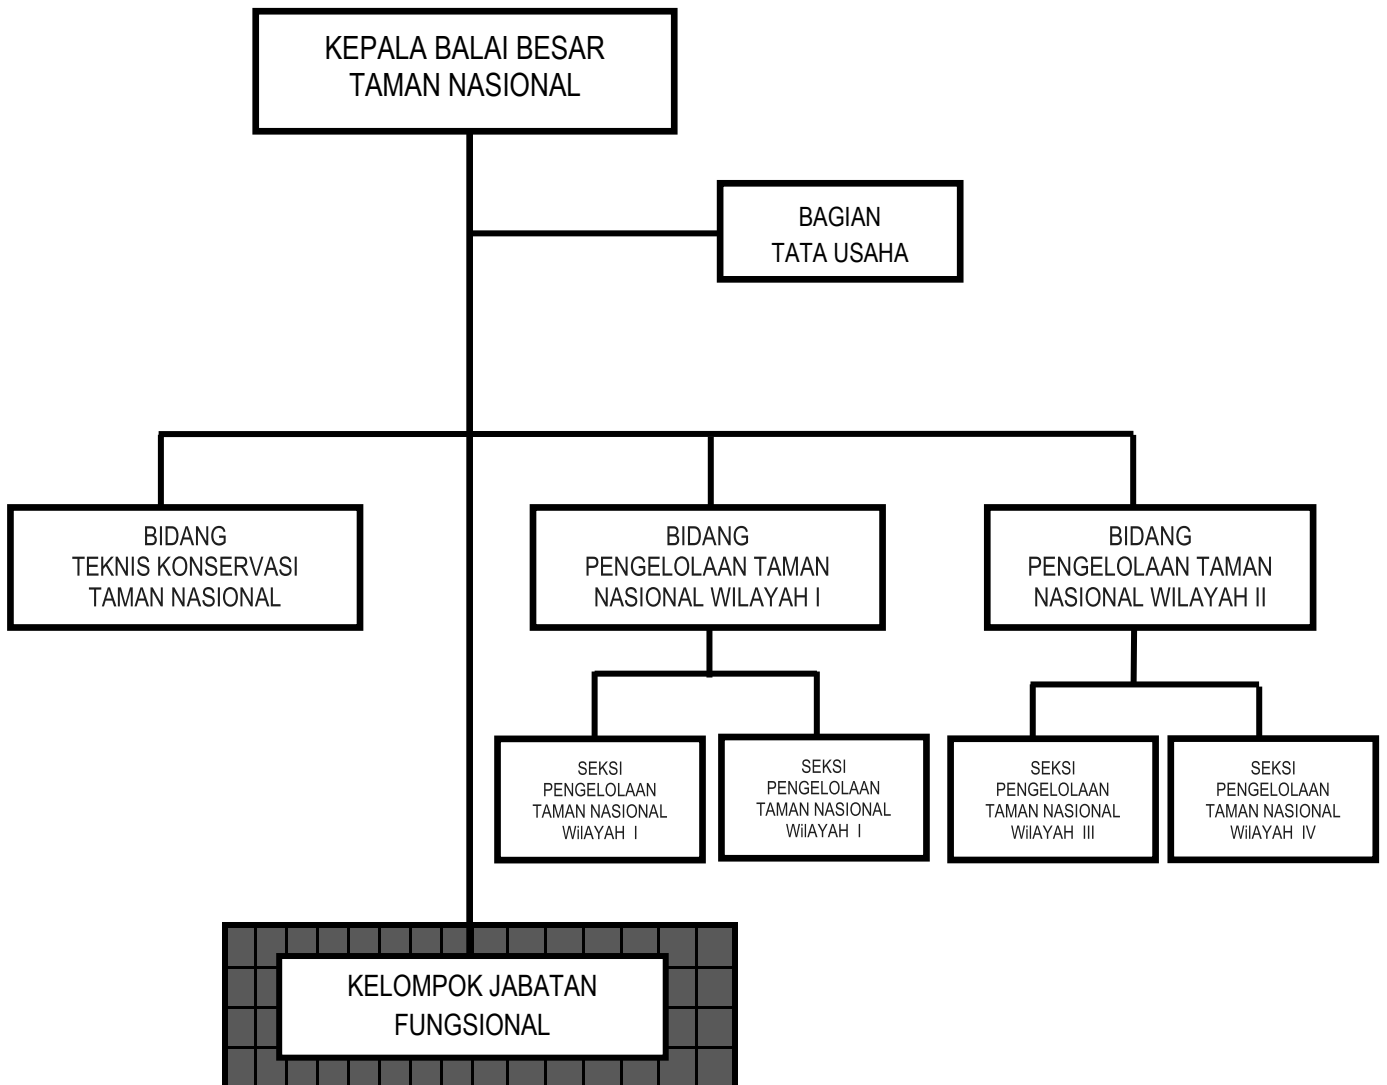 KEPALA BALAI BESAR
TAMAN NASIONAL
BAGIAN
TATA USAHA
BIDANG
TEKNIS KONSERVASI
TAMAN NASIONAL
BIDANG
PENGELOLAAN TAMAN
NASIONAL WILAYAH I
BIDANG
PENGELOLAAN TAMAN
NASIONAL WILAYAH II
SEKSI
PENGELOLAAN
TAMAN NASIONAL
WilAYAH I
SEKSI
PENGELOLAAN
TAMAN NASIONAL
WilAYAH I
SEKSI
PENGELOLAAN
TAMAN NASIONAL
WilAYAH III
SEKSI
PENGELOLAAN
TAMAN NASIONAL
WilAYAH IV
KELOMPOK JABATAN
FUNGSIONAL